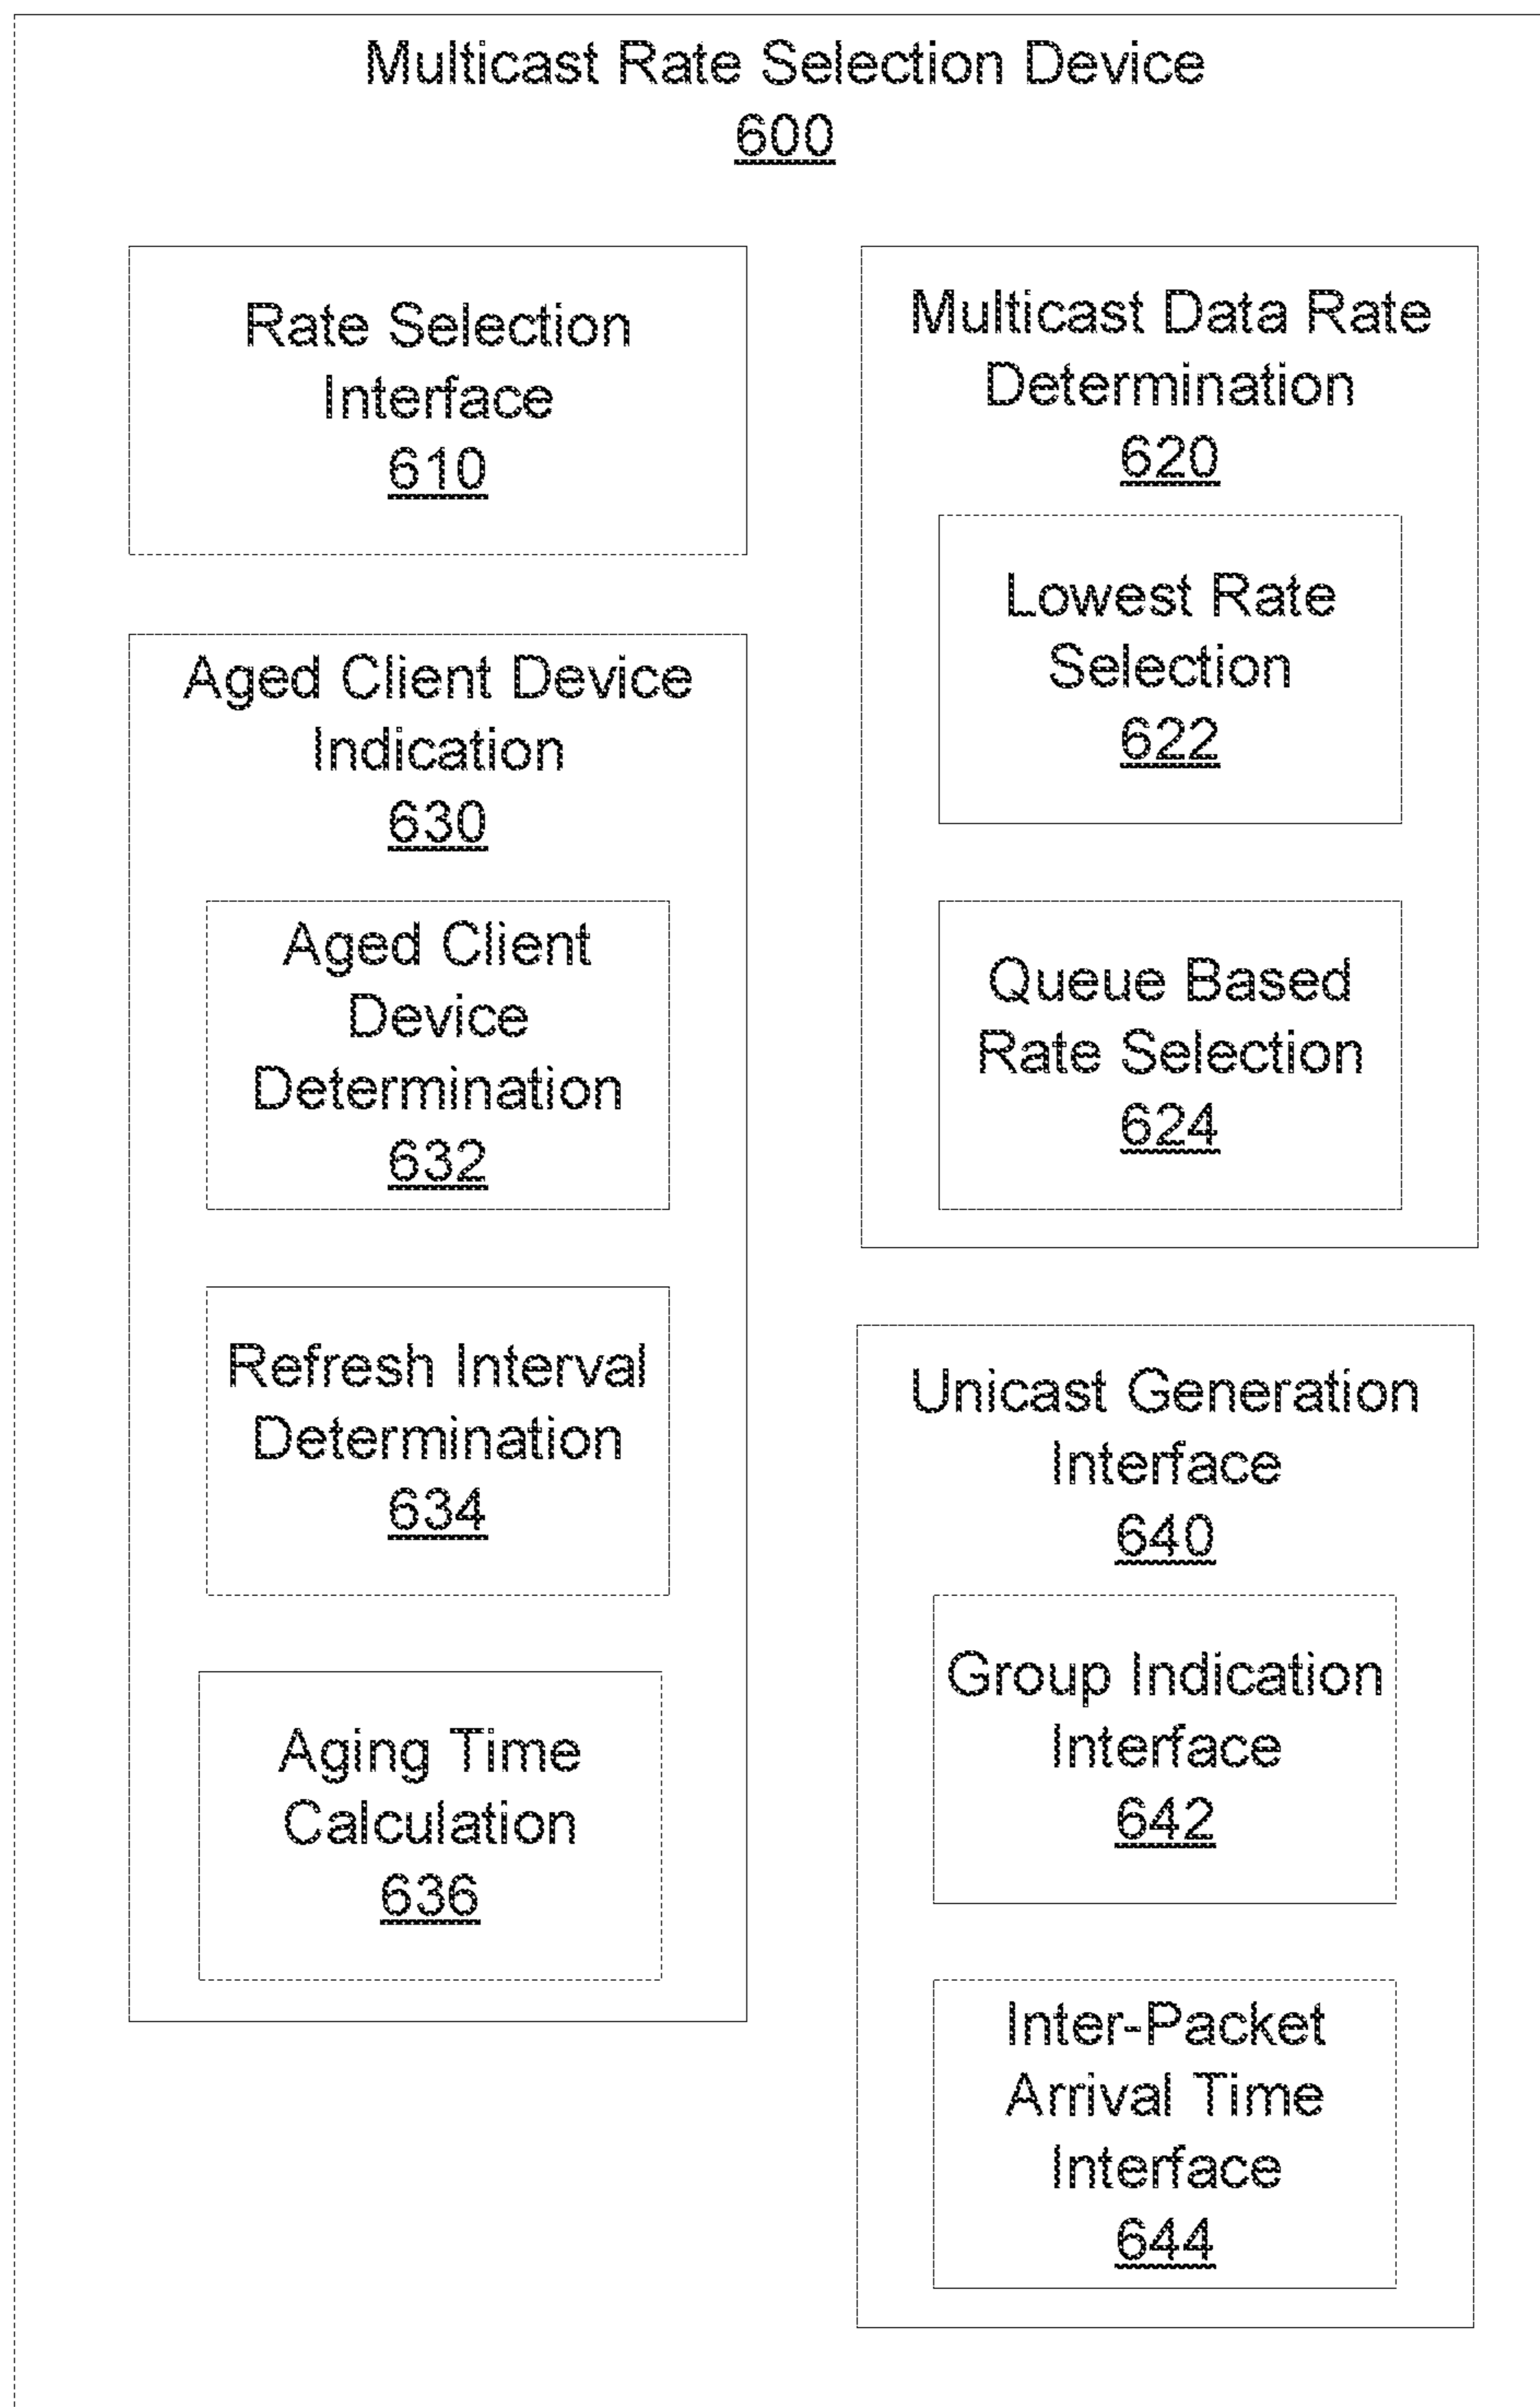 Multicast Rate Selection Device
600
Rate Selection
Interface
610
Multicast Data Rate
Determination
620
Lowest Rate
Selection
622
Queue Based
Rate Selection
624
Aged Client Device
Indication
630
Aged Client
Device
Determination
632
Refresh Interval
Determination
634
Aging Time
Calculation
636
Unicast Generation
Interface
640
Group Indication
Interface
642
Inter-Packet
Arrival Time
Interface
644